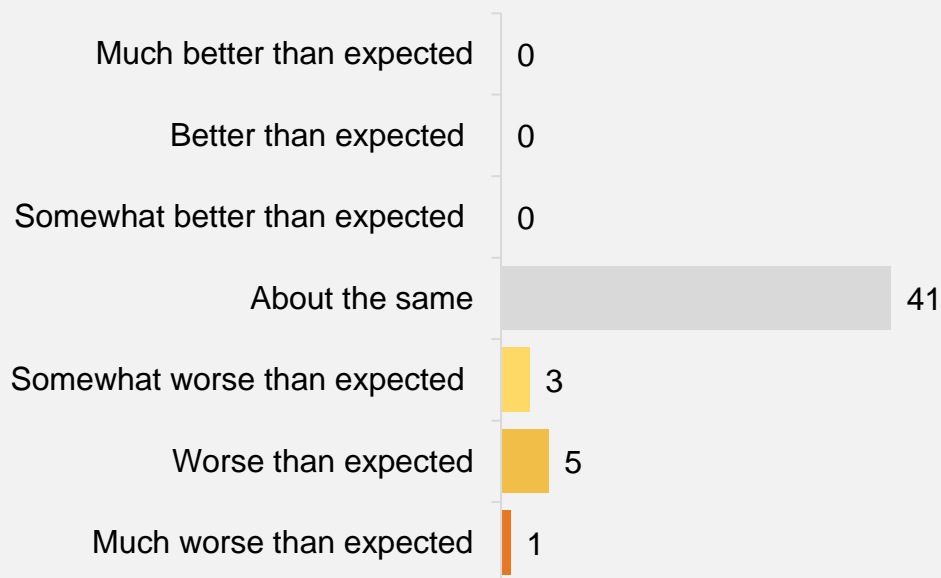 Much better than expected 0
Better than expected 0
Somewhat better than expected 0
About the same 41
Somewhat worse than expected 3
Worse than expected 5
Much worse than expected 1